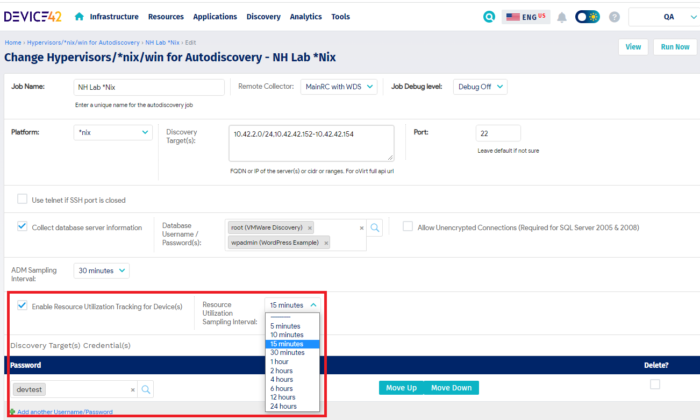 DEVICE42
Infrastructure Resources Applications Discovery Analytics Tools
ENG US
QA
Home › Hypervisors/*nix/win for Autodiscovery › NH Lab *Nix › Edit
Change Hypervisors/*nix/win for Autodiscovery - NH Lab *Nix
View
Run Now
Job Name:
NH Lab *Nix
Remote Collector:
MainRC with WDS
Job Debug level:
Debug Off
Enter a unique name for the autodiscovery job
Platform:
*nix
Discovery
Target(s):
10.42.2.0/24,10.42.42.152-10.42.42.154
Port:
22
Leave default if not sure
FQDN or IP of the server(s) or cidr or ranges. For oVirt full api url
Use telnet if SSH port is closed
Collect database server information
Database
Username /
Password(s):
root (VMWare Discovery) ×
wpadmin (WordPress Example) ×
×
Allow Unencrypted Connections (Required for SQL Server 2005 & 2008)
ADM Sampling
Interval:
30 minutes
Enable Resource Utilization Tracking for Device(s)
Resource
Utilization
Sampling Interval:
15 minutes
---------
5 minutes
10 minutes
15 minutes
30 minutes
1 hour
2 hours
4 hours
6 hours
12 hours
24 hours
Discovery Target(s) Credential(s)
Password
Delete?
devtest
×
Move Up
Move Down
Add another Username/Password